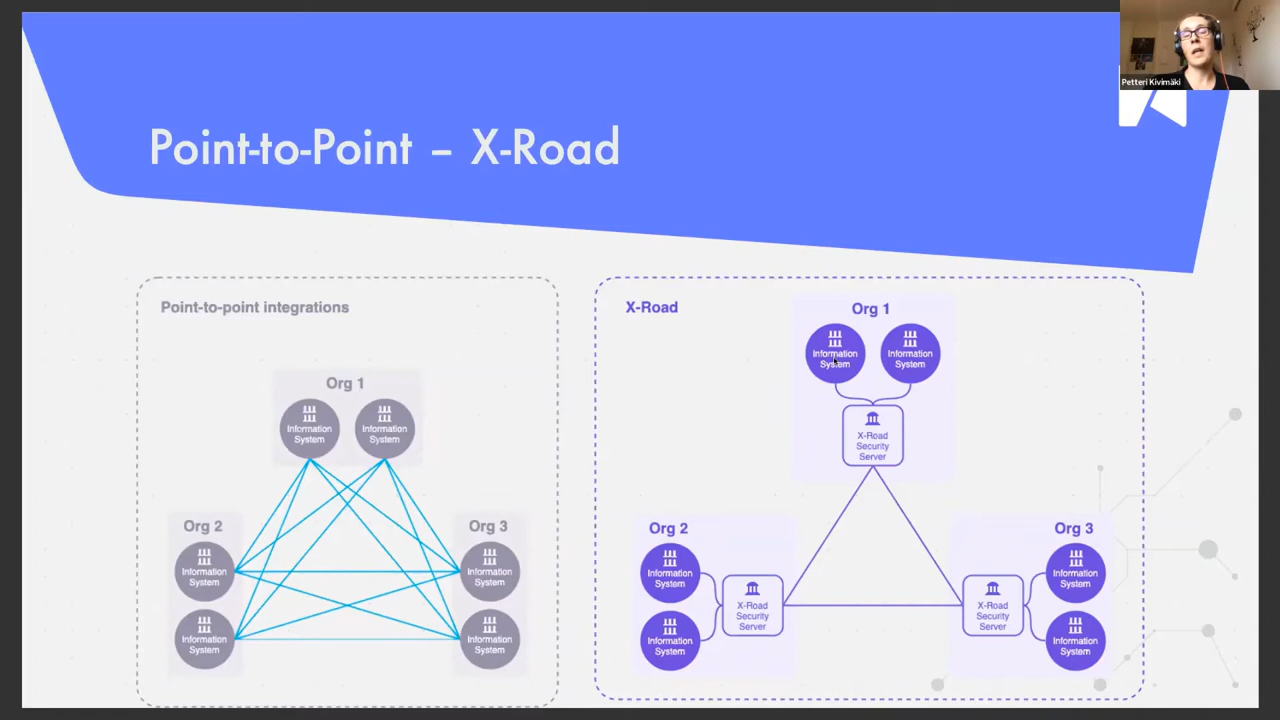 Petteri Kivimäki
Point-to-Point – X-Road
Point-to-point integrations
Org 1
Information
System
Information
System
Org 2
Information
System
Information
System
Org 3
Information
System
Information
System
X-Road
Org 1
Information
System
Information
System
X-Road
Security
Server
Org 2
Information
System
Information
System
X-Road
Security
Server
Org 3
X-Road
Security
Server
Information
System
Information
System